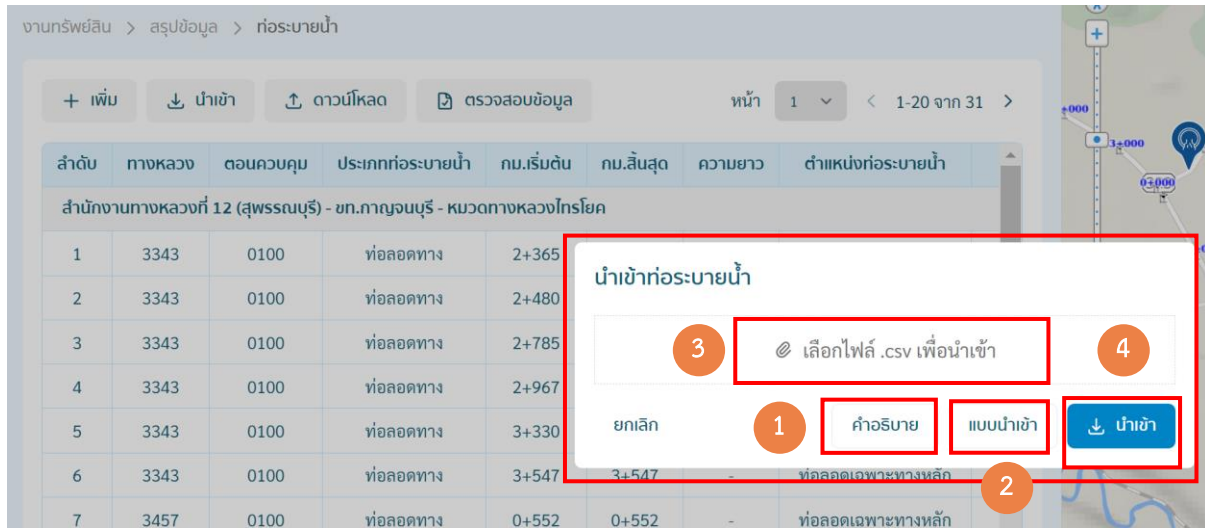 งานทรัพย์สิน > สรุปข้อมูล > ท่อระบายน้ำ
+ เพิ่ม นำเข้า ดาวน์โหลด ตรวจสอบข้อมูล หน้า 1 < 1-20 จาก 31 >
ลำดับ ทางหลวง ตอนควบคุม ประเภทท่อระบายน้ำ กม.เริ่มต้น กม.สิ้นสุด ความยาว ตำแหน่งท่อระบายน้ำ
สำนักงานทางหลวงที่ 12 (สุพรรณบุรี) - ขท.กาญจนบุรี - หมวดทางหลวงไทรโยค
1 3343 0100 ท่อลอดทาง 2+365
2 3343 0100 ท่อลอดทาง 2+480
3 3343 0100 ท่อลอดทาง 2+785
4 3343 0100 ท่อลอดทาง 2+967
5 3343 0100 ท่อลอดทาง 3+330
6 3343 0100 ท่อลอดทาง 3+547 3+547 - ท่อลอดเฉพาะทางหลัก
7 3457 0100 ท่อลอดทาง 0+552 0+552 - ท่อลอดเฉพาะทางหลัก
นำเข้าท่อระบายน้ำ
3 เลือกไฟล์ .csv เพื่อนำเข้า 4
ยกเลิก 1 คำอธิบาย แบบนำเข้า นำเข้า
2
+
+000
3+000
0+000